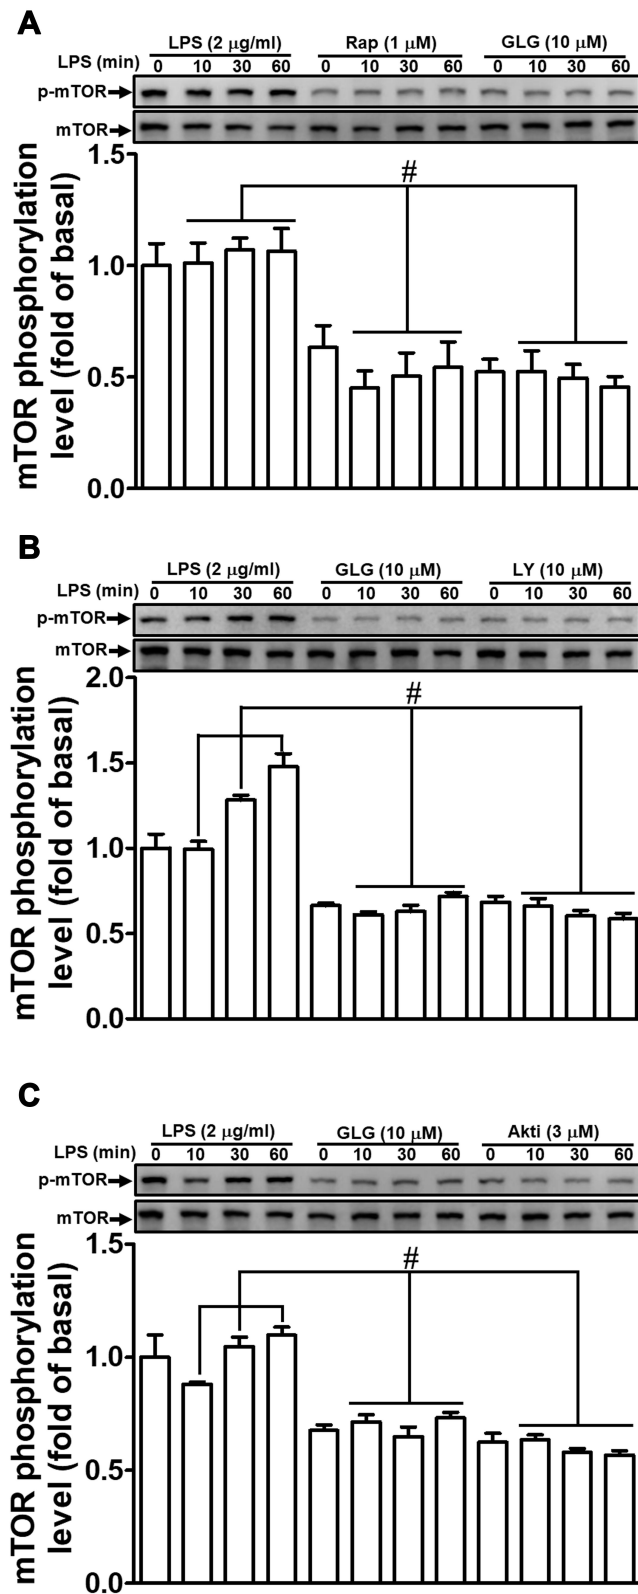 A
LPS (2 μg/ml) Rap (1 μM) GLG (10 μM)
LPS (min) 0 10 30 60 0 10 30 60 0 10 30 60
p-mTOR
mTOR
1.5
#
1.0
0.5
0.0
mTOR phosphorylation
level (fold of basal)
B
LPS (2 μg/ml) GLG (10 μM) LY (10 μM)
LPS (min) 0 10 30 60 0 10 30 60 0 10 30 60
p-mTOR
mTOR
2.0
#
1.5
1.0
0.5
0.0
mTOR phosphorylation
level (fold of basal)
C
LPS (2 μg/ml) GLG (10 μM) Akti (3 μM)
LPS (min) 0 10 30 60 0 10 30 60 0 10 30 60
p-mTOR
mTOR
1.5
#
1.0
0.5
0.0
mTOR phosphorylation
level (fold of basal)